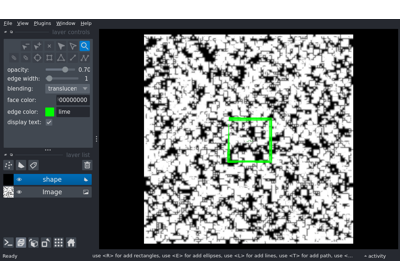 File View Plugins Window Help
layer controls
opacity: 0.70
edge width: 1
blending: translucen
face color: 00000000
edge color: lime
display text:
layer list
shape
Image
Ready
use <R> for add rectangles, use <E> for add ellipses, use <L> for add lines, use <T> for add path, use <...
activity